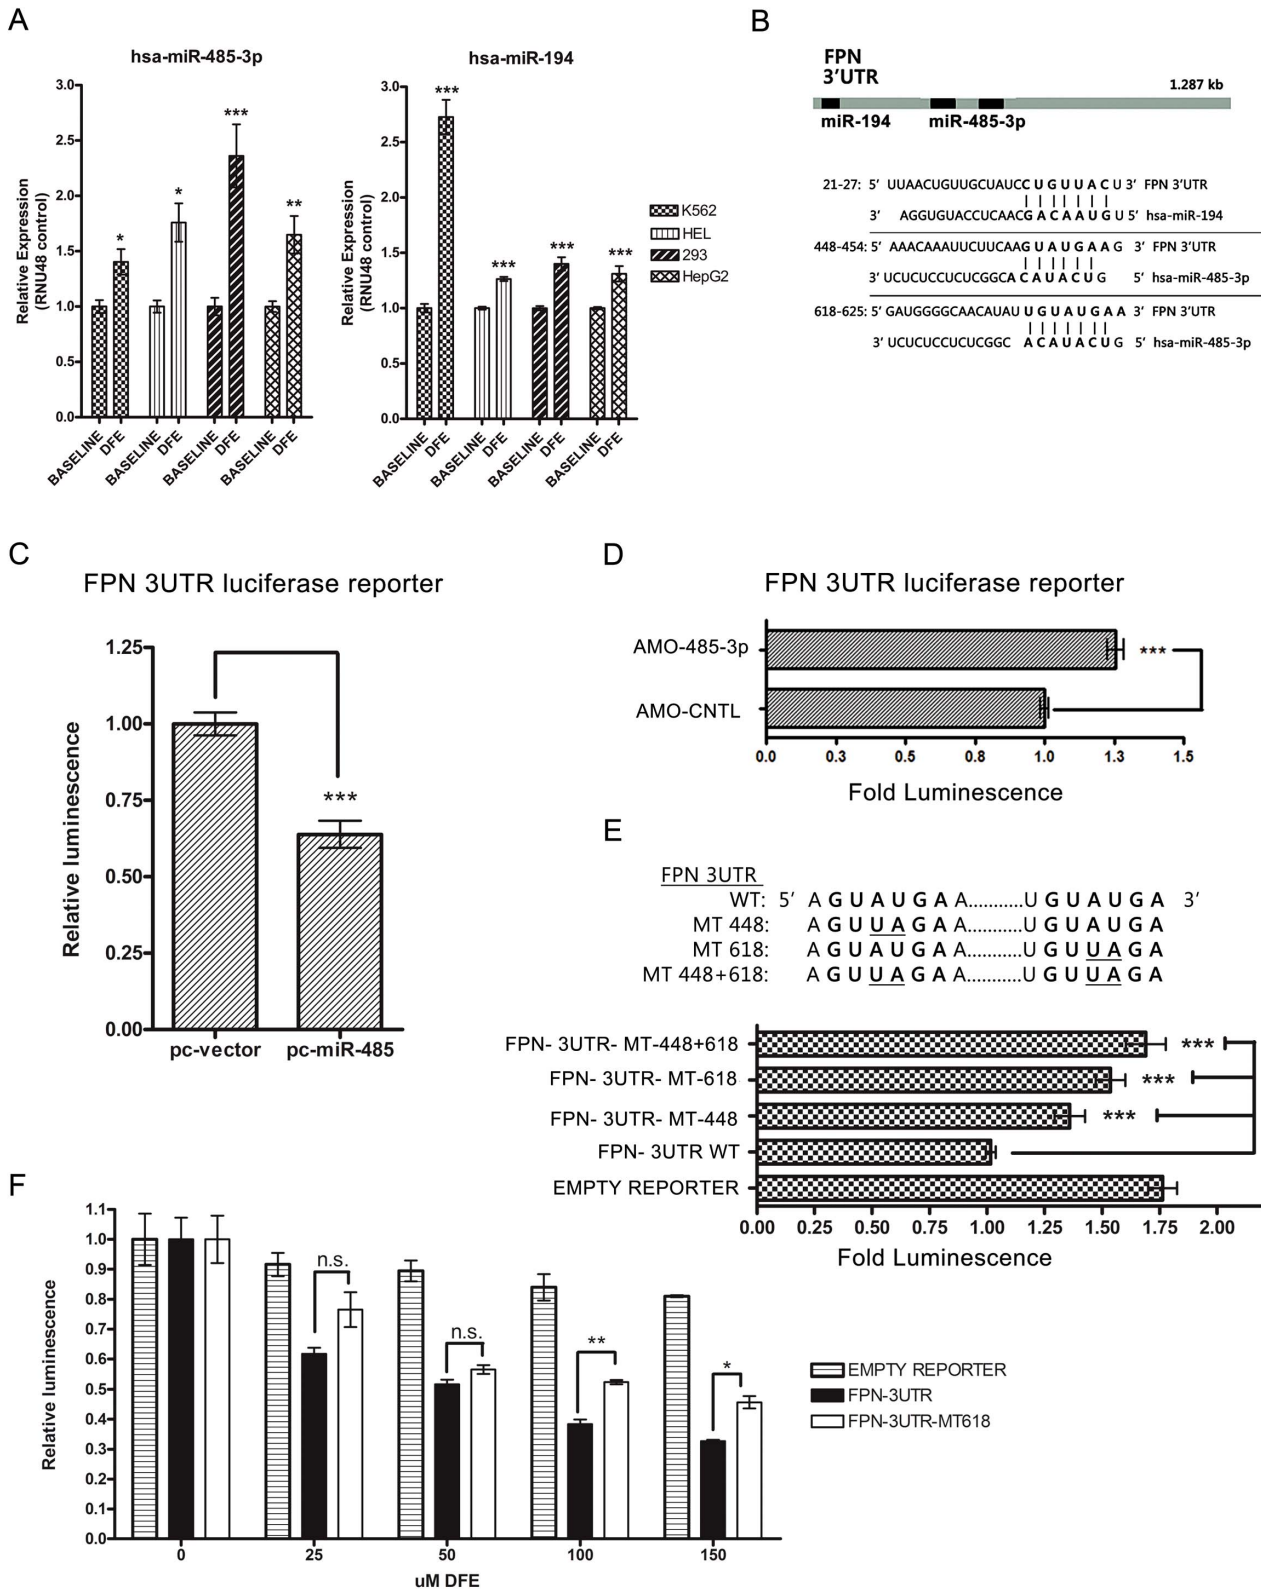 A
hsa-miR-485-3p
Relative Expression
(RNU48 control)
3.0
2.5
2.0
1.5
1.0
0.5
0.0
* * *** **
BASELINE DFE BASELINE DFE BASELINE DFE BASELINE DFE
hsa-miR-194
Relative Expression
(RNU48 control)
3.0
2.5
2.0
1.5
1.0
0.5
0.0
*** *** *** ***
BASELINE DFE BASELINE DFE BASELINE DFE BASELINE DFE
K562
HEL
293
HepG2
B
FPN
3’UTR
1.287 kb
miR-194 miR-485-3p
21-27: 5’ UUAACUGUUGCUAUCCUGUUACU 3’ FPN 3’UTR
3’ AGGUGUACCUCAACGACAAUGU 5’ hsa-miR-194
448-454: 5’ AAACAAAUUCUUCAAGUAUGAAG 3’ FPN 3’UTR
3’ UCUCUCCUCUCGGCACAUACUG 5’ hsa-miR-485-3p
618-625: 5’ GAUGGGGCAACAUAU UGUAUGAA 3’ FPN 3’UTR
3’ UCUCUCCUCUCGGC ACAUACUG 5’ hsa-miR-485-3p
C
FPN 3UTR luciferase reporter
Relative luminescence
1.25
1.00
0.75
0.50
0.25
0.00
***
pc-vector pc-miR-485
D
FPN 3UTR luciferase reporter
AMO-485-3p ***
AMO-CNTL
0.0 0.3 0.5 0.8 1.0 1.3 1.5
Fold Luminescence
E
FPN 3UTR
WT: 5’ AGUAUGAA...........UGUAUGA 3’
MT 448: AGUUAGAA...........UGUAUGA
MT 618: AGUAUGAA...........UGUUAGA
MT 448+618: AGUUAGAA...........UGUUAGA
FPN- 3UTR- MT-448+618 ***
FPN- 3UTR- MT-618 ***
FPN- 3UTR- MT-448 ***
FPN- 3UTR WT
EMPTY REPORTER
0.00 0.25 0.50 0.75 1.00 1.25 1.50 1.75 2.00
Fold Luminescence
F
Relative luminescence
1.1
1.0
0.9
0.8
0.7
0.6
0.5
0.4
0.3
0.2
0.1
0.0
n.s. n.s. ** *
0 25 50 100 150
uM DFE
EMPTY REPORTER
FPN-3UTR
FPN-3UTR-MT618